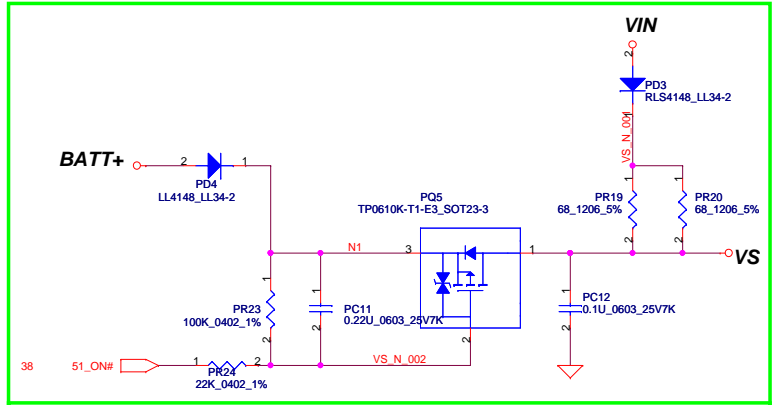 VIN
2
PD3
RLS4148_LL34-2
1
VS_N_001
BATT+
2
1
PD4
LL4148_LL34-2
PQ5
TP0610K-T1-E3_SOT23-3
1
1
PR19
68_1206_5%
PR20
68_1206_5%
2
2
N1
3
1
VS
2
1
PR23
100K_0402_1%
2
1
PC11
0.22U_0603_25V7K
2
1
PC12
0.1U_0603_25V7K
2
38
51_ON#
1
2
PR24
22K_0402_1%
VS_N_002